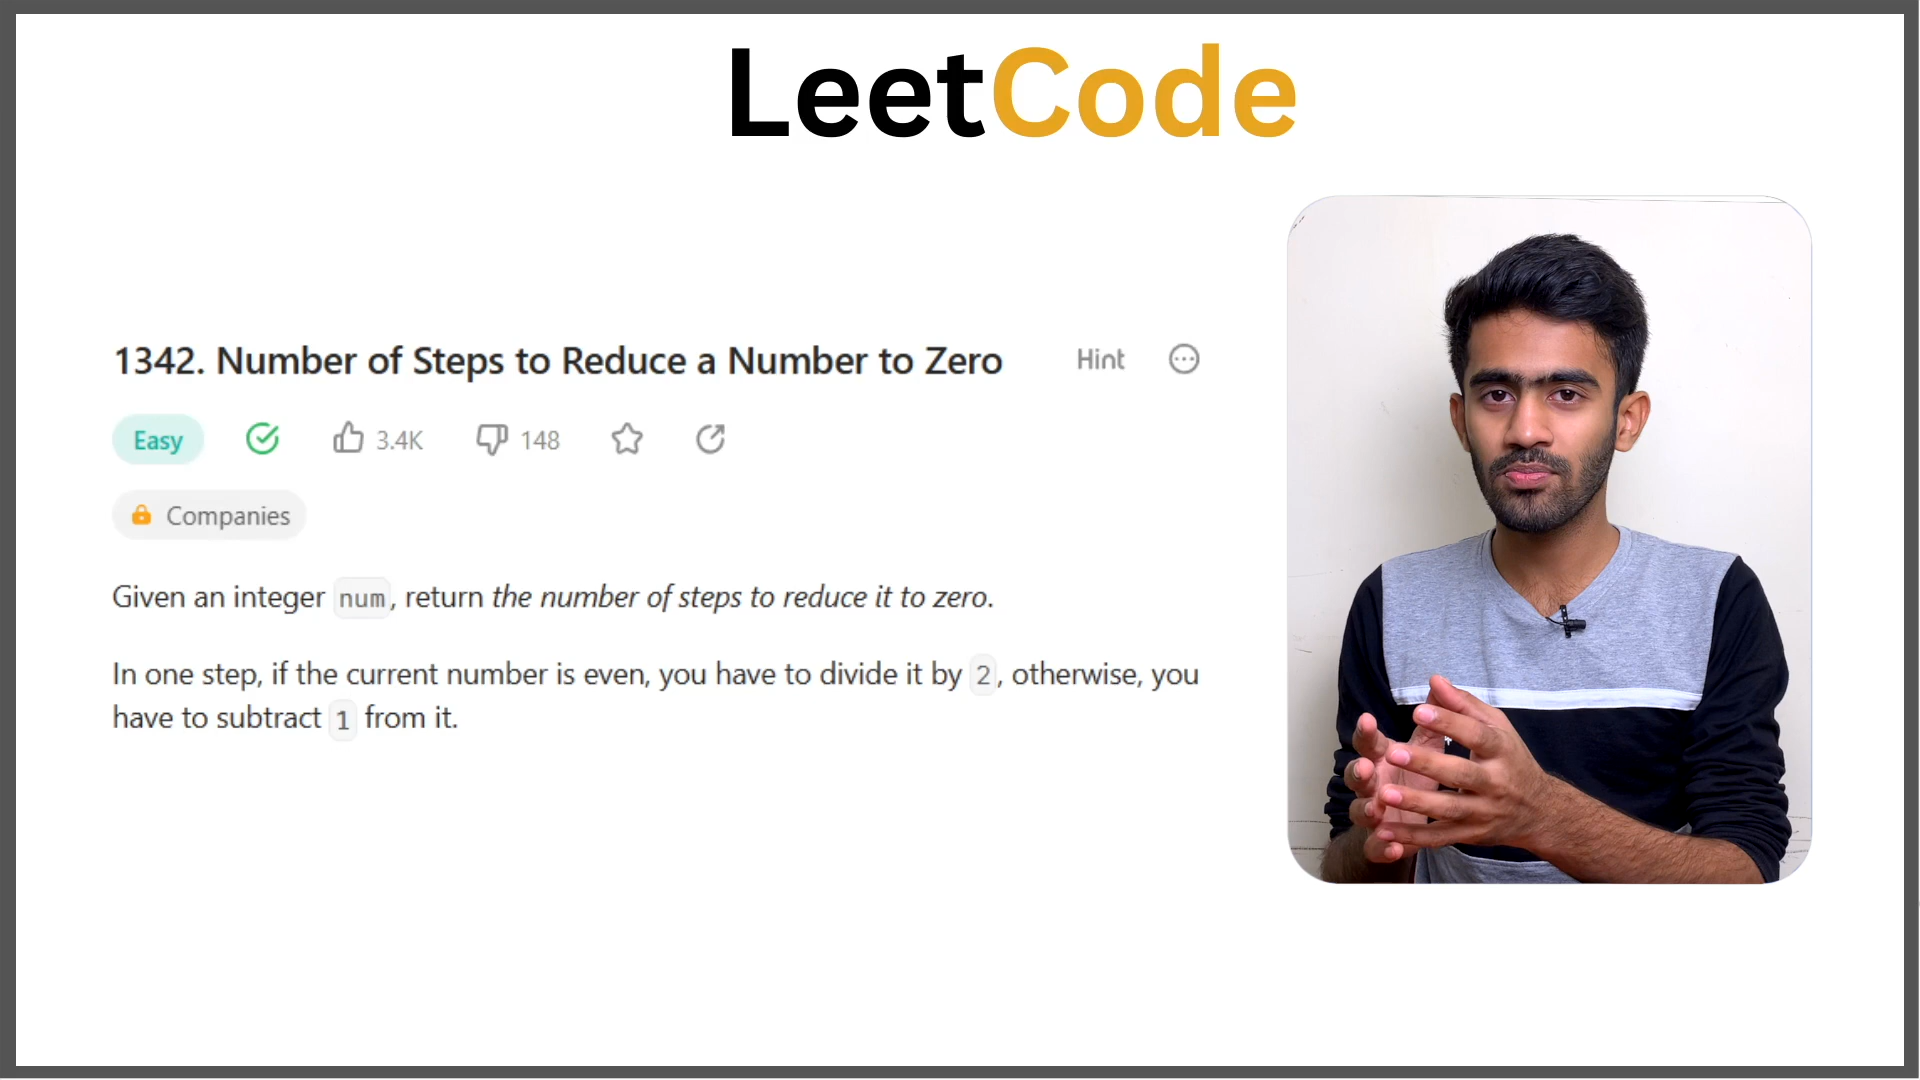 LeetCode
1342. Number of Steps to Reduce a Number to Zero Hint
Easy 3.4K 148
Companies
Given an integer num, return the number of steps to reduce it to zero.
In one step, if the current number is even, you have to divide it by 2, otherwise, you
have to subtract 1 from it.